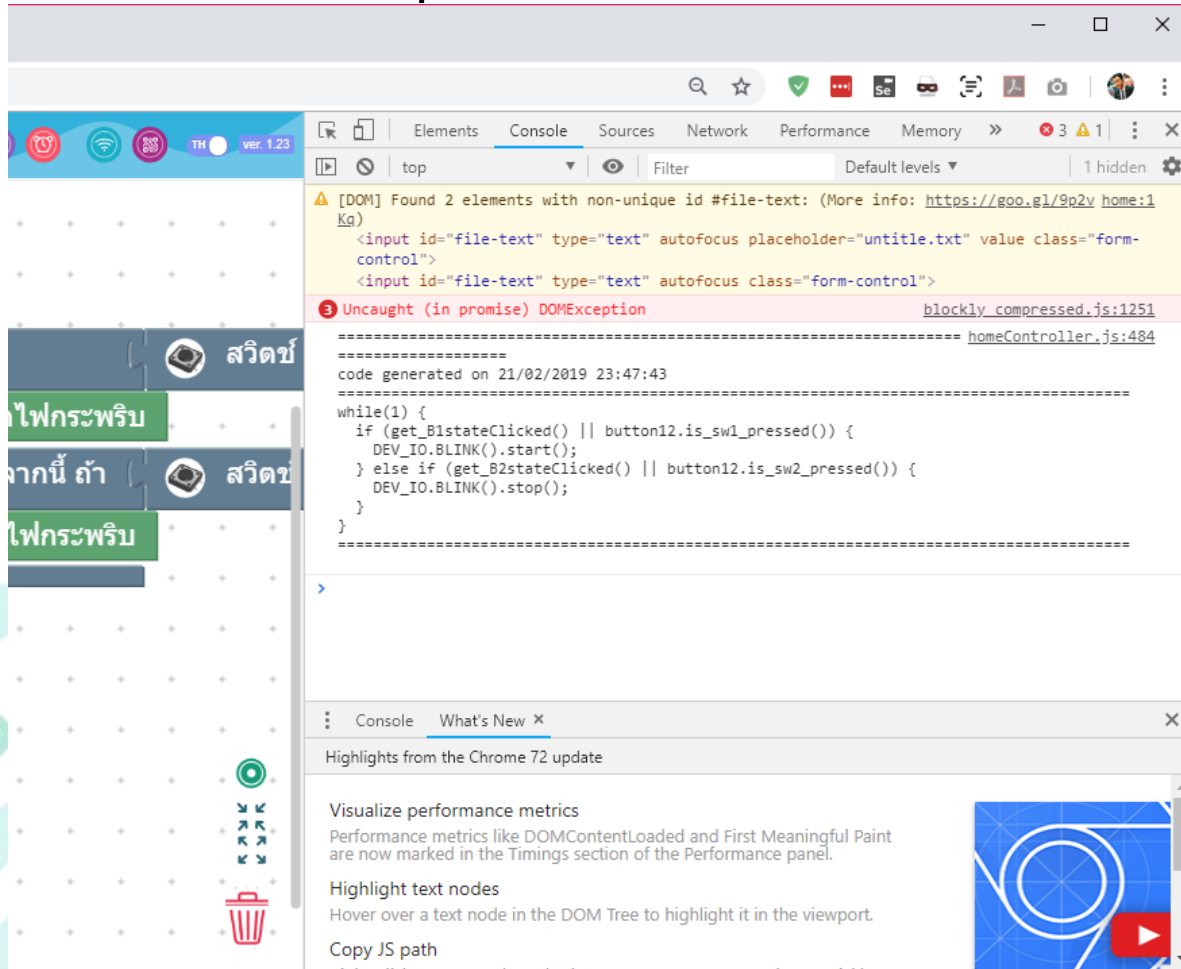 TH
ver. 1.23
Elements Console Sources Network Performance Memory » 3 1
top Filter Default levels ▼ 1 hidden
[DOM] Found 2 elements with non-unique id #file-text: (More info: https://goo.gl/9p2v home:1
Kq)
<input id="file-text" type="text" autofocus placeholder="untitle.txt" value class="form-
control">
<input id="file-text" type="text" autofocus class="form-control">
3 Uncaught (in promise) DOMException blockly_compressed.js:1251
====================================================================== homeController.js:484
===================
code generated on 21/02/2019 23:47:43
=========================================================================================
while(1) {
if (get_B1stateClicked() || button12.is_sw1_pressed()) {
DEV_IO.BLINK().start();
} else if (get_B2stateClicked() || button12.is_sw2_pressed()) {
DEV_IO.BLINK().stop();
}
}
=========================================================================================
>
สวิตช์
ไฟกระพริบ
จากนี้ ถ้า สวิตช์
ไฟกระพริบ
Console What's New ×
Highlights from the Chrome 72 update
Visualize performance metrics
Performance metrics like DOMContentLoaded and First Meaningful Paint
are now marked in the Timings section of the Performance panel.
Highlight text nodes
Hover over a text node in the DOM Tree to highlight it in the viewport.
Copy JS path